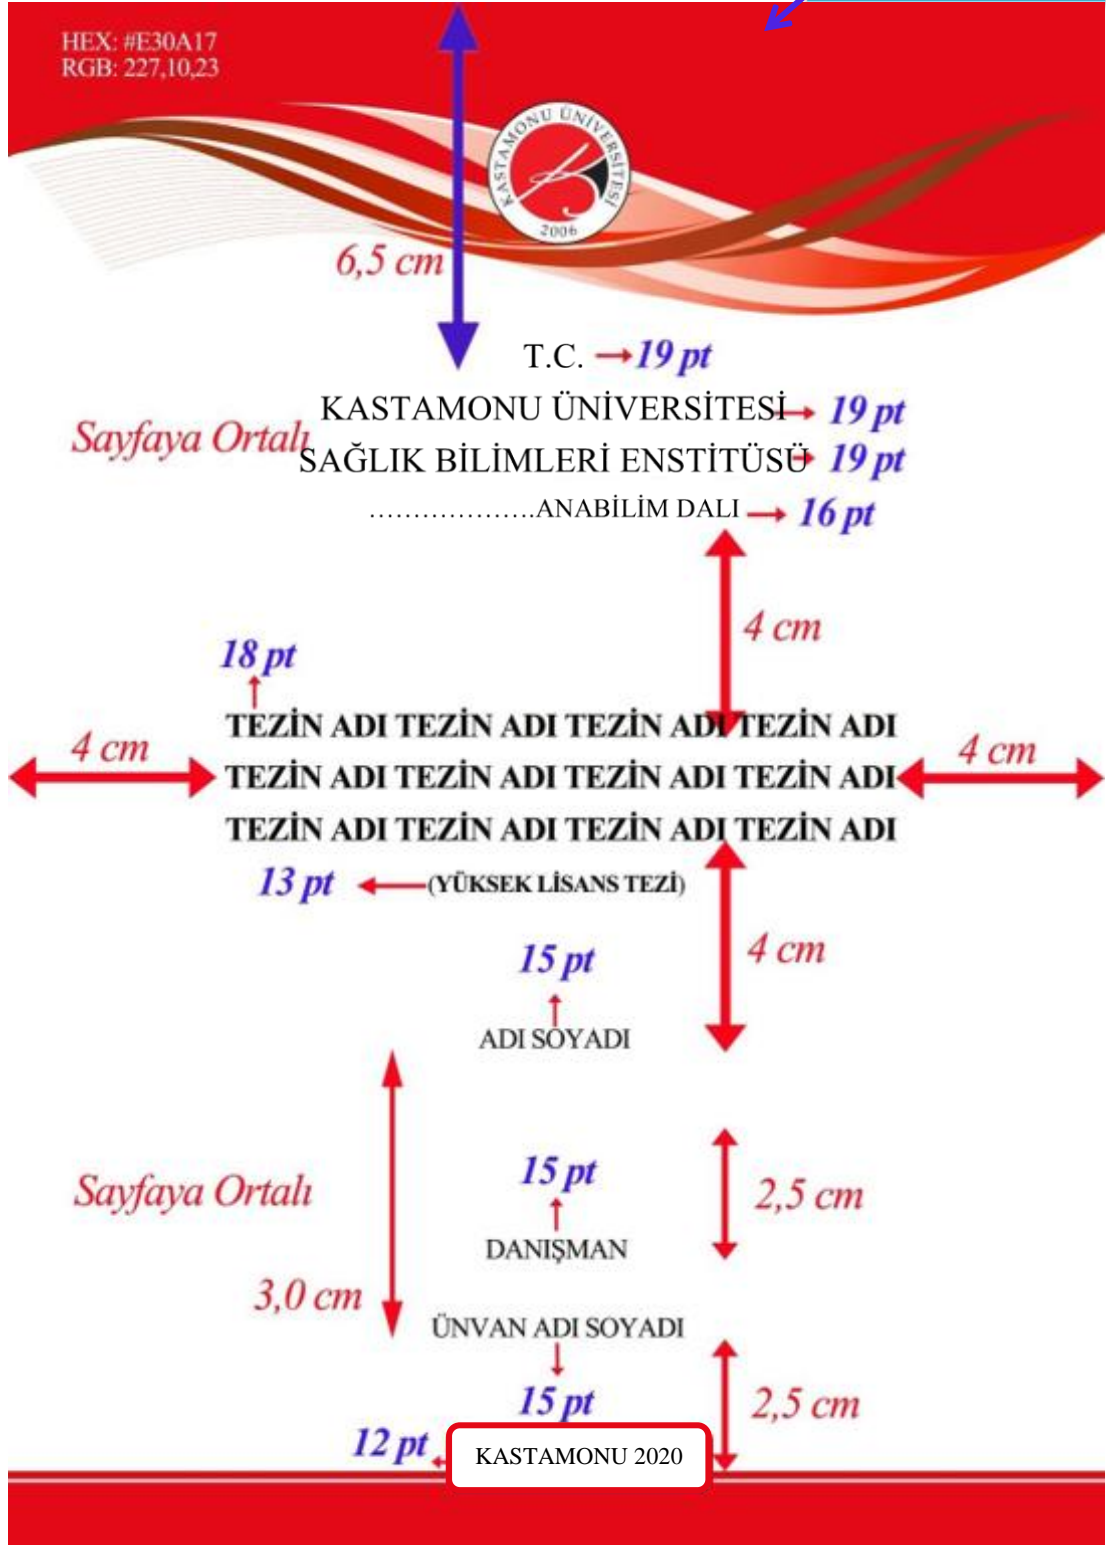 HEX: #E30A17
RGB: 227,10,23
KASTAMONU ÜNİVERSİTESİ
2006
6,5 cm
T.C. 19 pt
KASTAMONU ÜNİVERSİTESİ 19 pt
Sayfaya Ortalı
SAĞLIK BİLİMLERİ ENSTİTÜSÜ 19 pt
...................ANABİLİM DALI 16 pt
4 cm
18 pt
TEZİN ADI TEZİN ADI TEZİN ADI TEZİN ADI
4 cm
4 cm
TEZİN ADI TEZİN ADI TEZİN ADI TEZİN ADI
TEZİN ADI TEZİN ADI TEZİN ADI TEZİN ADI
13 pt (YÜKSEK LİSANS TEZİ)
4 cm
15 pt
ADI SOYADI
15 pt
Sayfaya Ortalı
2,5 cm
DANIŞMAN
3,0 cm
ÜNVAN ADI SOYADI
15 pt
2,5 cm
12 pt
KASTAMONU 2020